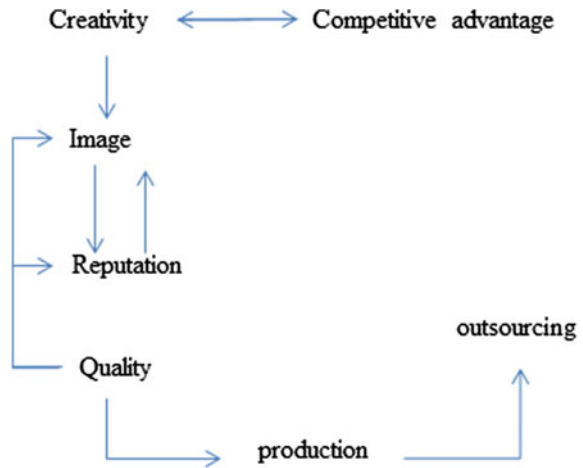 Creativity
Competitive advantage
Image
Reputation
outsourcing
Quality
production